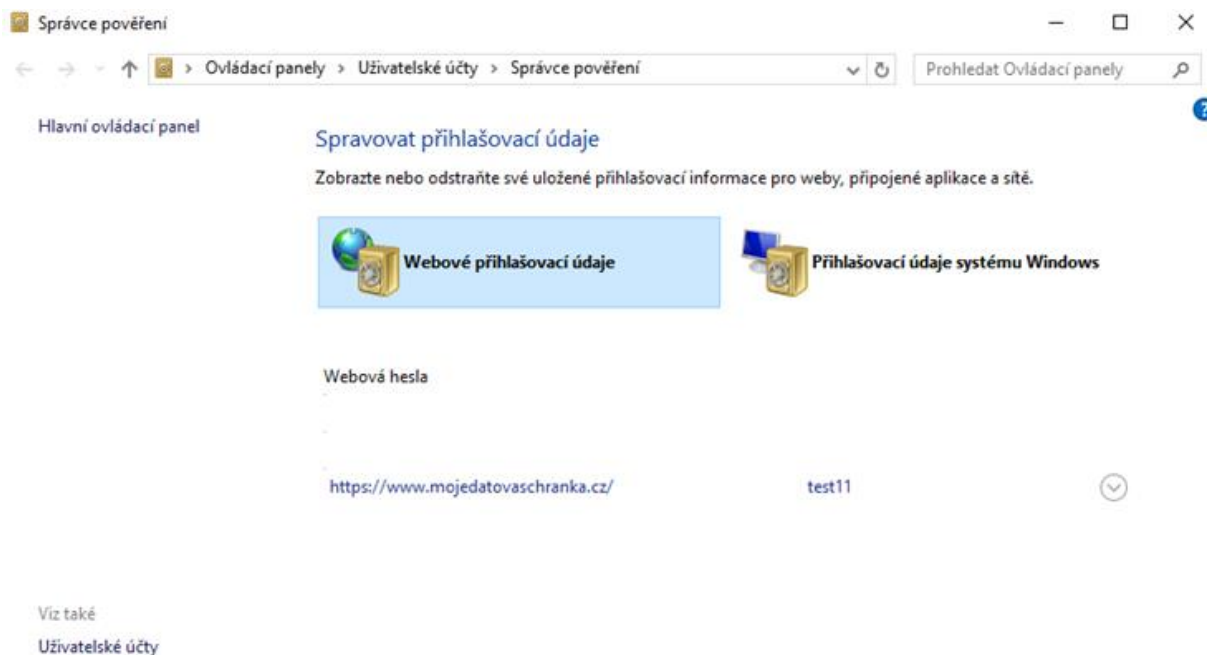 Správce pověření
Ovládací panely > Uživatelské účty > Správce pověření
Prohledat Ovládací panely
?
Hlavní ovládací panel
Spravovat přihlašovací údaje
Zobrazte nebo odstraňte své uložené přihlašovací informace pro weby, připojené aplikace a sítě.
Webové přihlašovací údaje
Přihlašovací údaje systému Windows
Webová hesla
https://www.mojedatovaschranka.cz/ test11
Viz také
Uživatelské účty